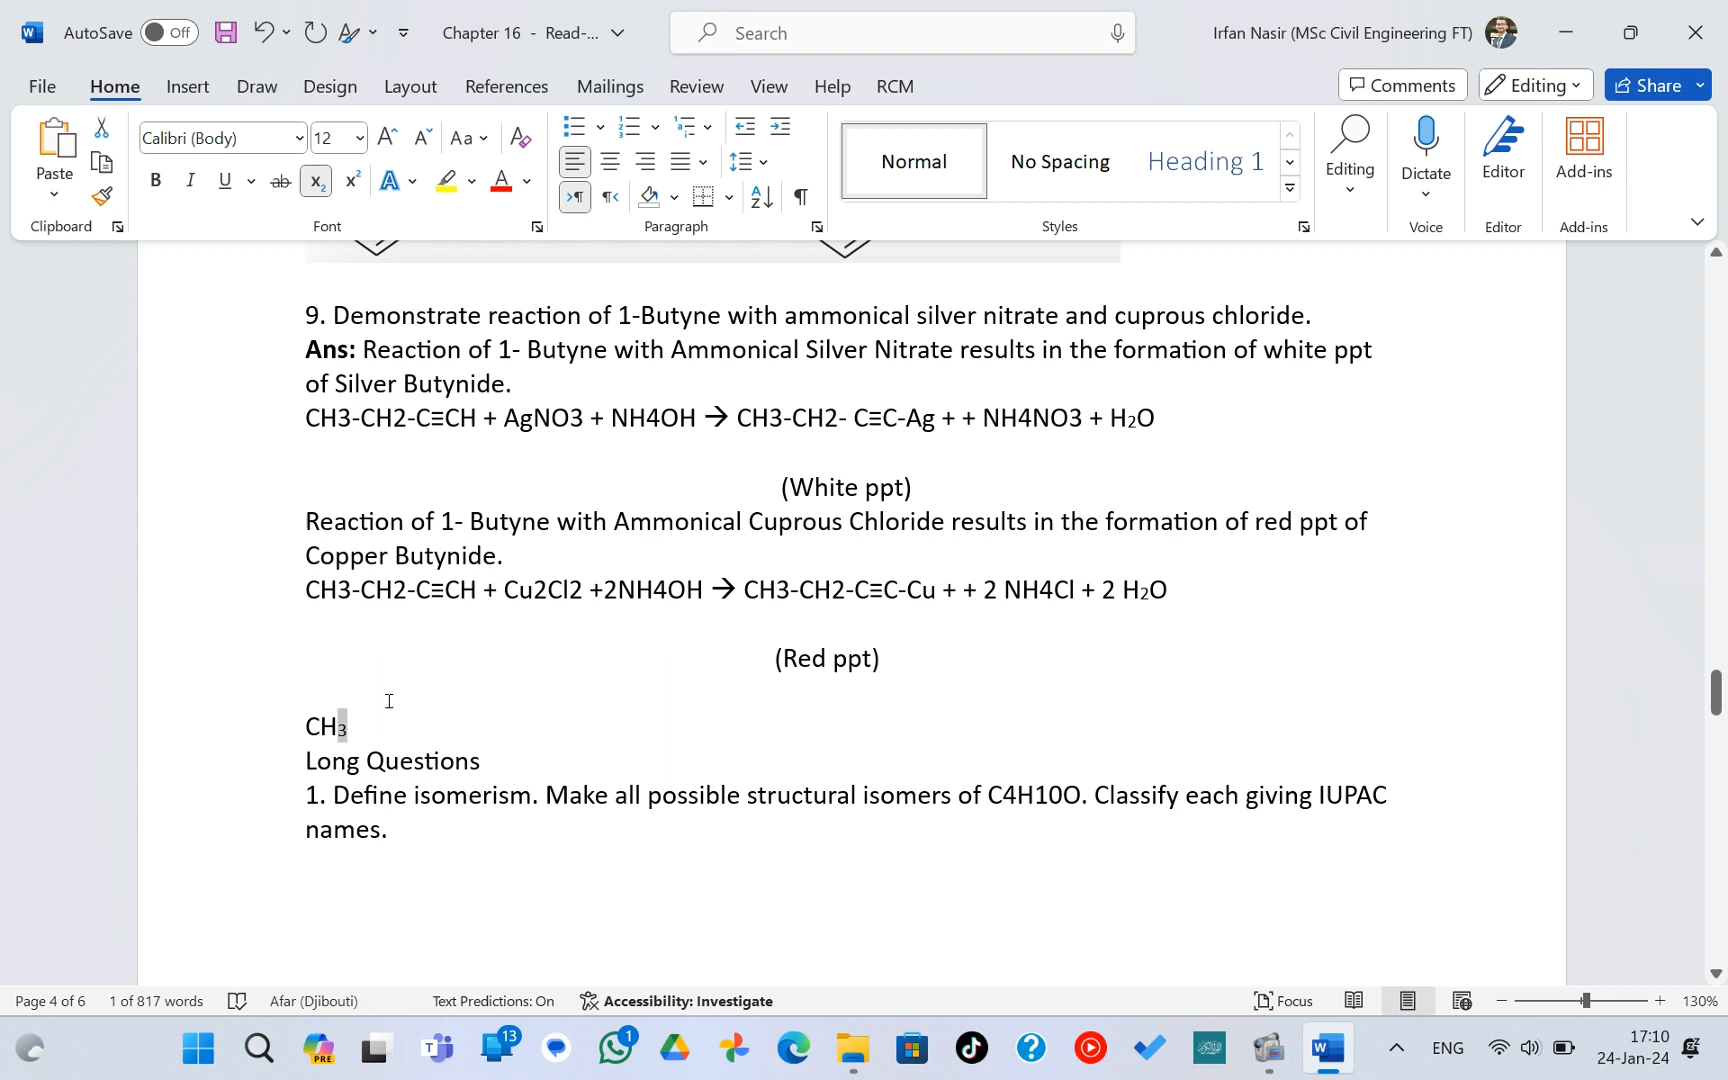 AutoSave Off Chapter 16 - Read-... Search Irfan Nasir (MSc Civil Engineering FT)
File Home Insert Draw Design Layout References Mailings Review View Help RCM Comments Editing Share
Calibri (Body) 12 Aa
Paste Normal No Spacing Heading 1 Editing Dictate Editor Add-ins
Clipboard Font Paragraph Styles Voice Editor Add-ins
9. Demonstrate reaction of 1-Butyne with ammonical silver nitrate and cuprous chloride.
Ans: Reaction of 1- Butyne with Ammonical Silver Nitrate results in the formation of white ppt
of Silver Butynide.
CH3-CH2-C≡CH + AgNO3 + NH4OH → CH3-CH2- C≡C-Ag + + NH4NO3 + H₂O
(White ppt)
Reaction of 1- Butyne with Ammonical Cuprous Chloride results in the formation of red ppt of
Copper Butynide.
CH3-CH2-C≡CH + Cu2Cl2 +2NH4OH → CH3-CH2-C≡C-Cu + + 2 NH4Cl + 2 H₂O
(Red ppt)
CH₃
Long Questions
1. Define isomerism. Make all possible structural isomers of C4H10O. Classify each giving IUPAC
names.
Page 4 of 6 1 of 817 words Afar (Djibouti) Text Predictions: On Accessibility: Investigate Focus 130%
PRE 13 1 ENG 17:10
24-Jan-24